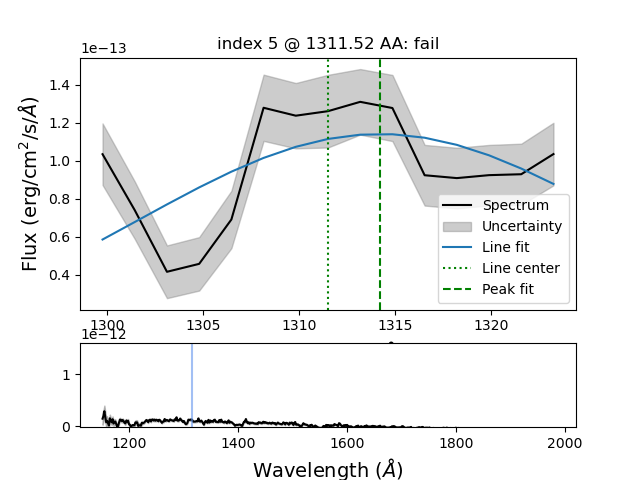 index 5 @ 1311.52 AA: fail
1e−13
1.4
1.2
1.0
0.8
0.6
0.4
Flux (erg/cm²/s/Å)
Spectrum
Uncertainty
Line fit
Line center
Peak fit
1300 1305 1310 1315 1320
1e−12
1
0
1200 1400 1600 1800 2000
Wavelength (Å)